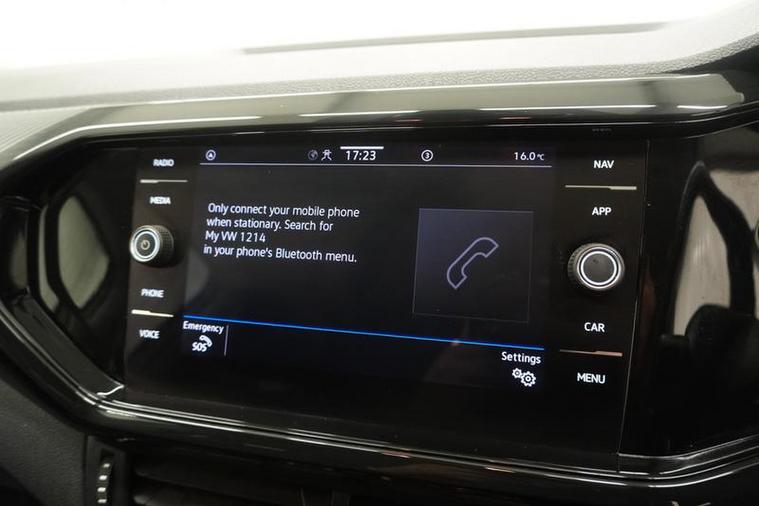 RADIO
MEDIA
PHONE
VOICE
17:23
3
16.0 °C
Only connect your mobile phone
when stationary. Search for
My VW 1214
in your phone's Bluetooth menu.
Emergency
SOS
Settings
NAV
APP
CAR
MENU